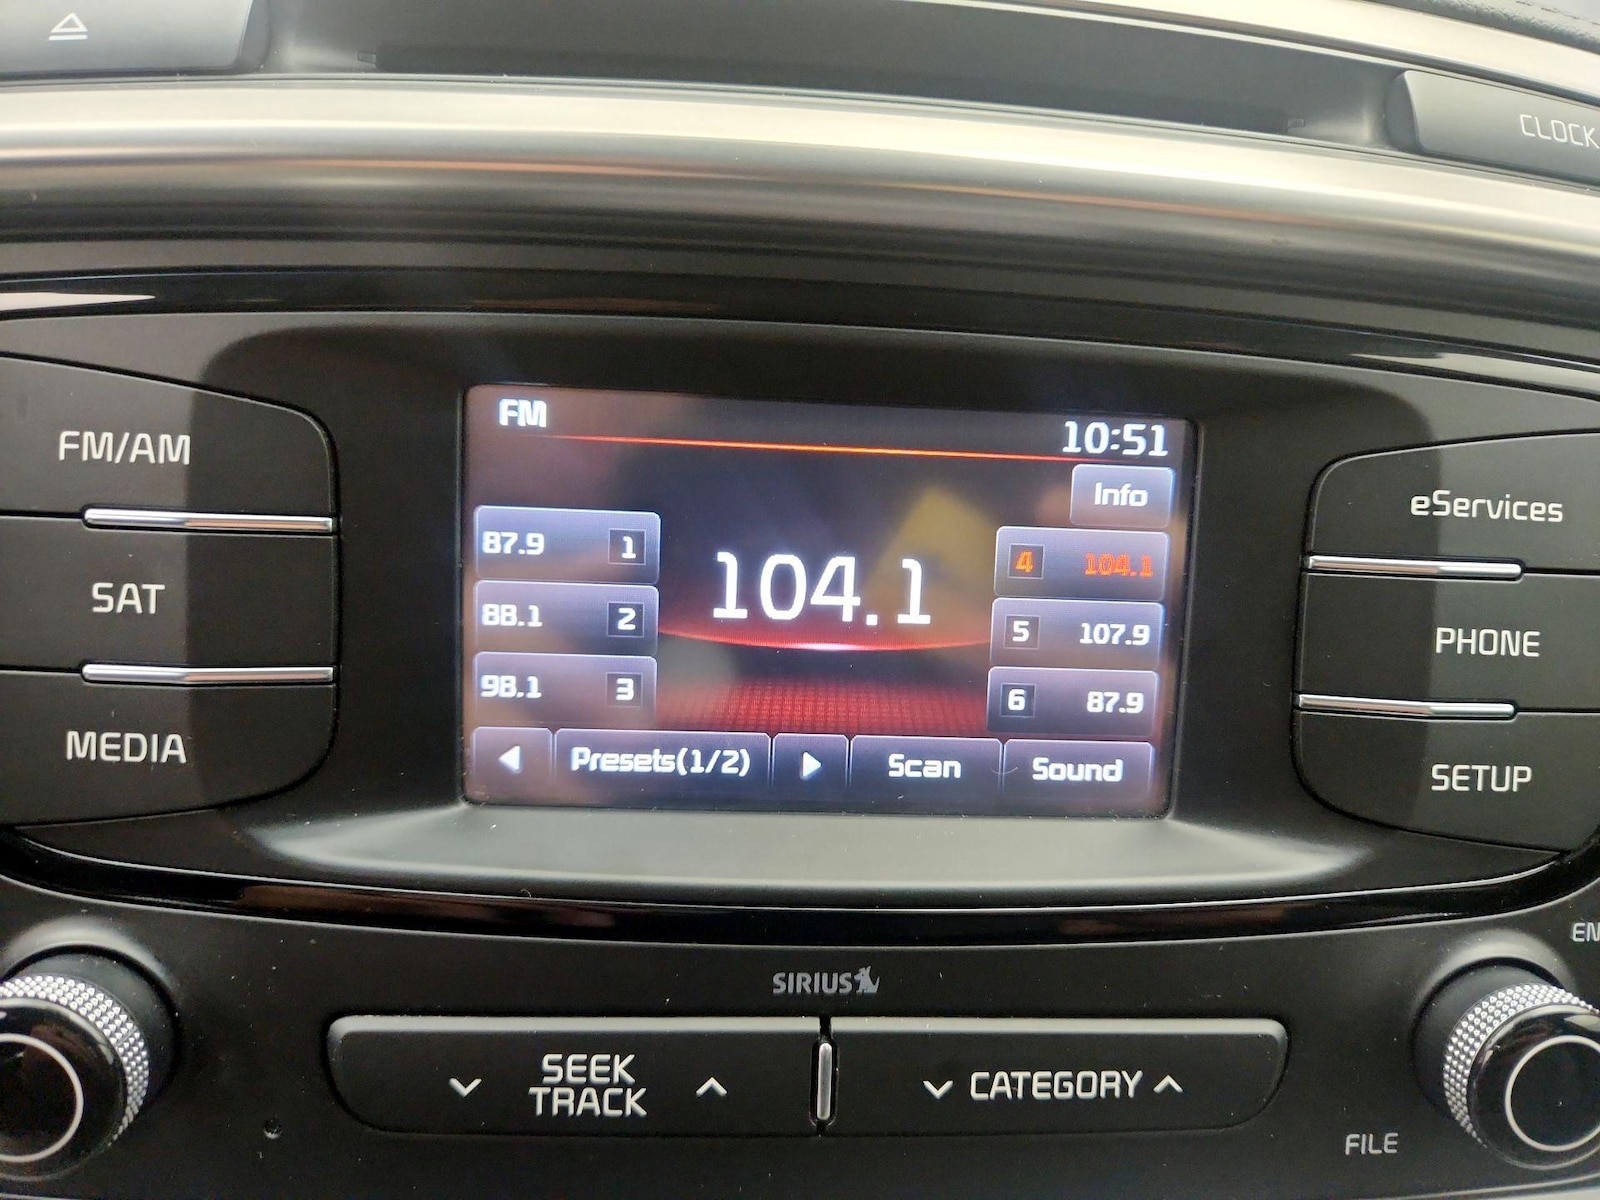 CLOCK
FM
10:51
FM/AM
SAT
MEDIA
Info
87.9 1
88.1 2
98.1 3
104.1
4 104.1
5 107.9
6 87.9
Presets(1/2)
Scan
Sound
eServices
PHONE
SETUP
SIRIUS
SEEK
TRACK
CATEGORY
FILE